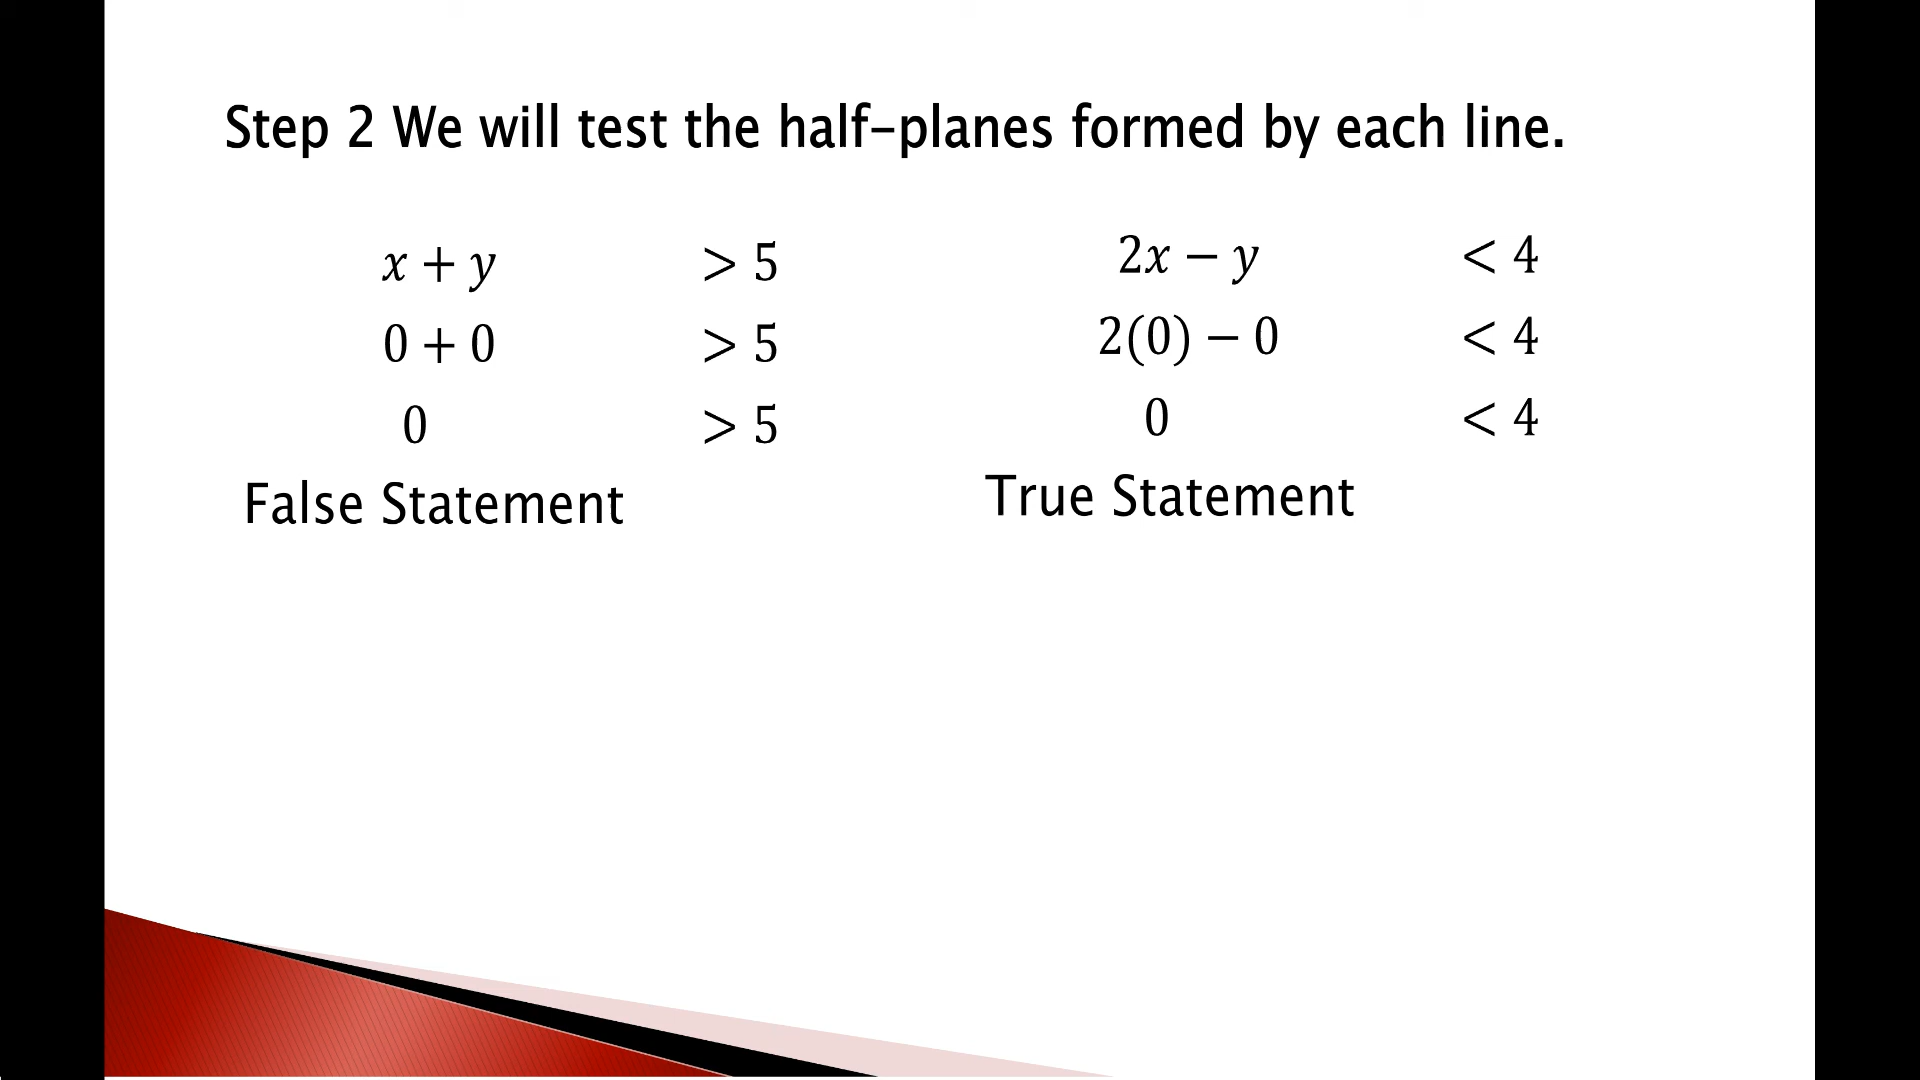 Step 2 We will test the half-planes formed by each line.
x + y > 5
0 + 0 > 5
0 > 5
False Statement
2x − y < 4
2(0) − 0 < 4
0 < 4
True Statement